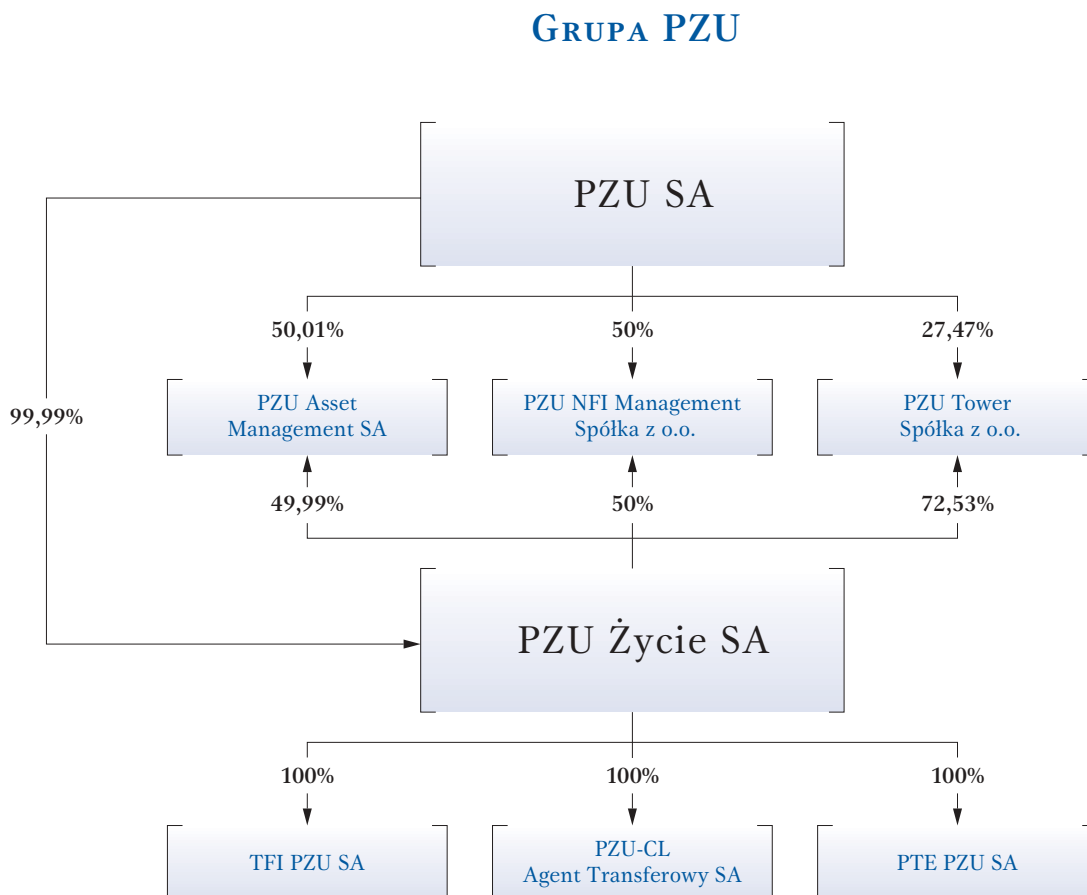 GRUPA PZU
PZU SA
50,01%
50%
27,47%
PZU Asset
Management SA
PZU NFI Management
Spółka z o.o.
PZU Tower
Spółka z o.o.
99,99%
49,99%
50%
72,53%
PZU Życie SA
100%
100%
100%
TFI PZU SA
PZU-CL
Agent Transferowy SA
PTE PZU SA